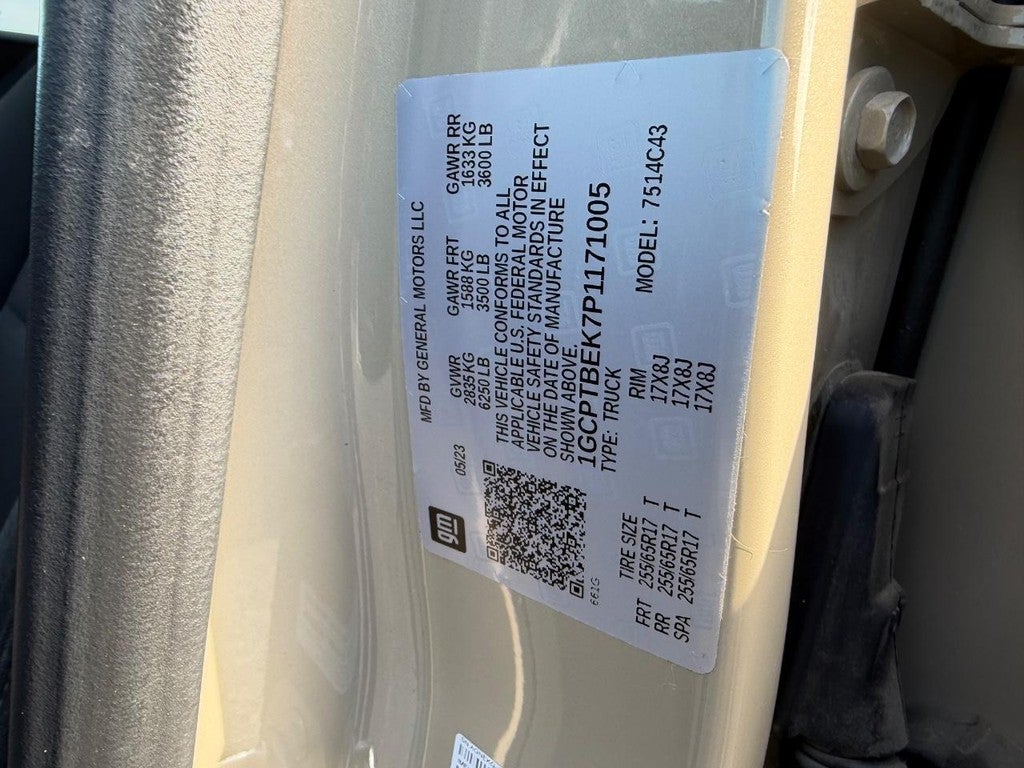 gm
05/23
MFD BY GENERAL MOTORS LLC
GVWR GAWR FRT GAWR RR
2835 KG 1588 KG 1633 KG
6250 LB 3500 LB 3600 LB
THIS VEHICLE CONFORMS TO ALL
APPLICABLE U.S. FEDERAL MOTOR
VEHICLE SAFETY STANDARDS IN EFFECT
ON THE DATE OF MANUFACTURE
SHOWN ABOVE.
1GCPTBEK7P1171005
TYPE: TRUCK
MODEL: 7514C43
661G
TIRE SIZE RIM
FRT 255/65R17 T 17X8J
RR 255/65R17 T 17X8J
SPA 255/65R17 T 17X8J